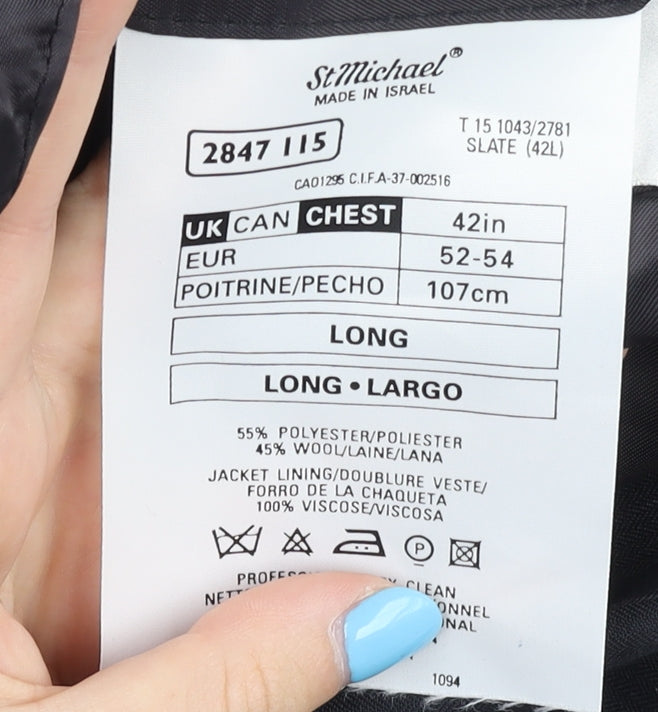 StMichael®
MADE IN ISRAEL
2847 115
T 15 1043/2781
SLATE (42L)
CA01295 C.I.F.A-37-002516
UK CAN CHEST 42in
EUR 52-54
POITRINE/PECHO 107cm
LONG
LONG • LARGO
55% POLYESTER/POLIESTER
45% WOOL/LAINE/LANA
JACKET LINING/DOUBLURE VESTE/
FORRO DE LA CHAQUETA
100% VISCOSE/VISCOSA
P
CLEAN
1094